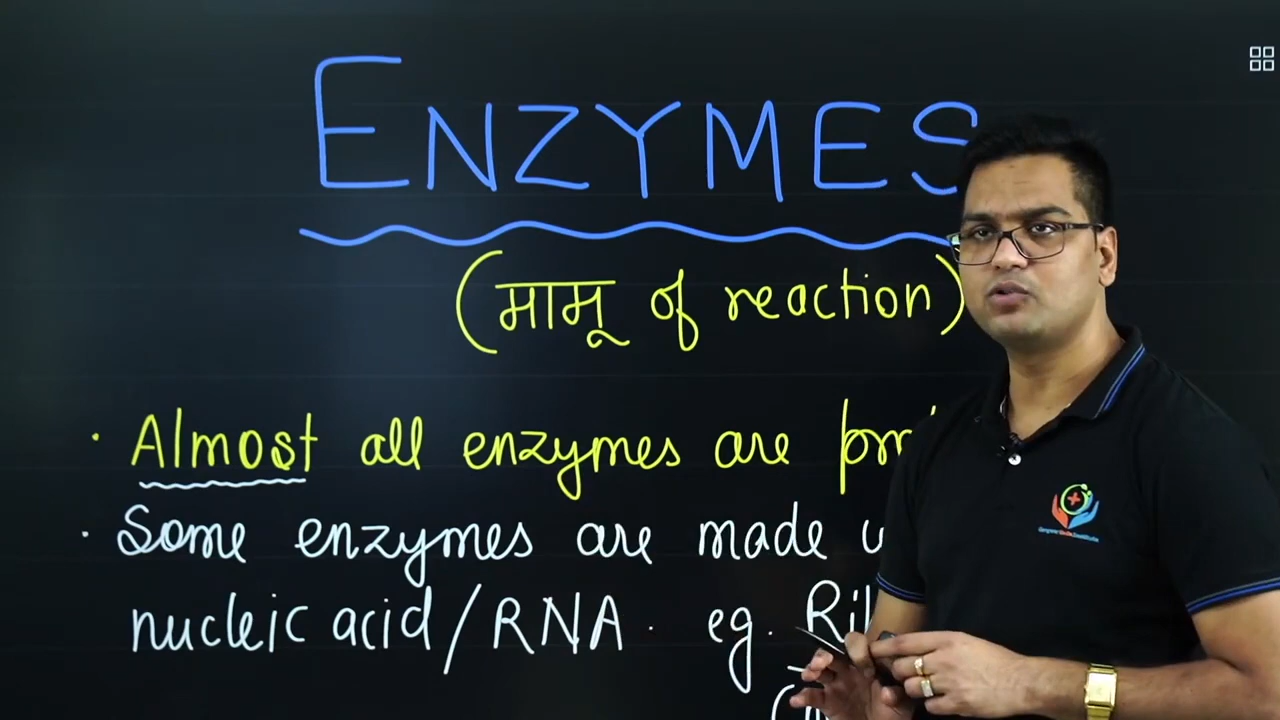 ENZYMES
(मामू of reaction)
· Almost all enzymes are
· Some enzymes are made
nucleic acid/RNA. eg.